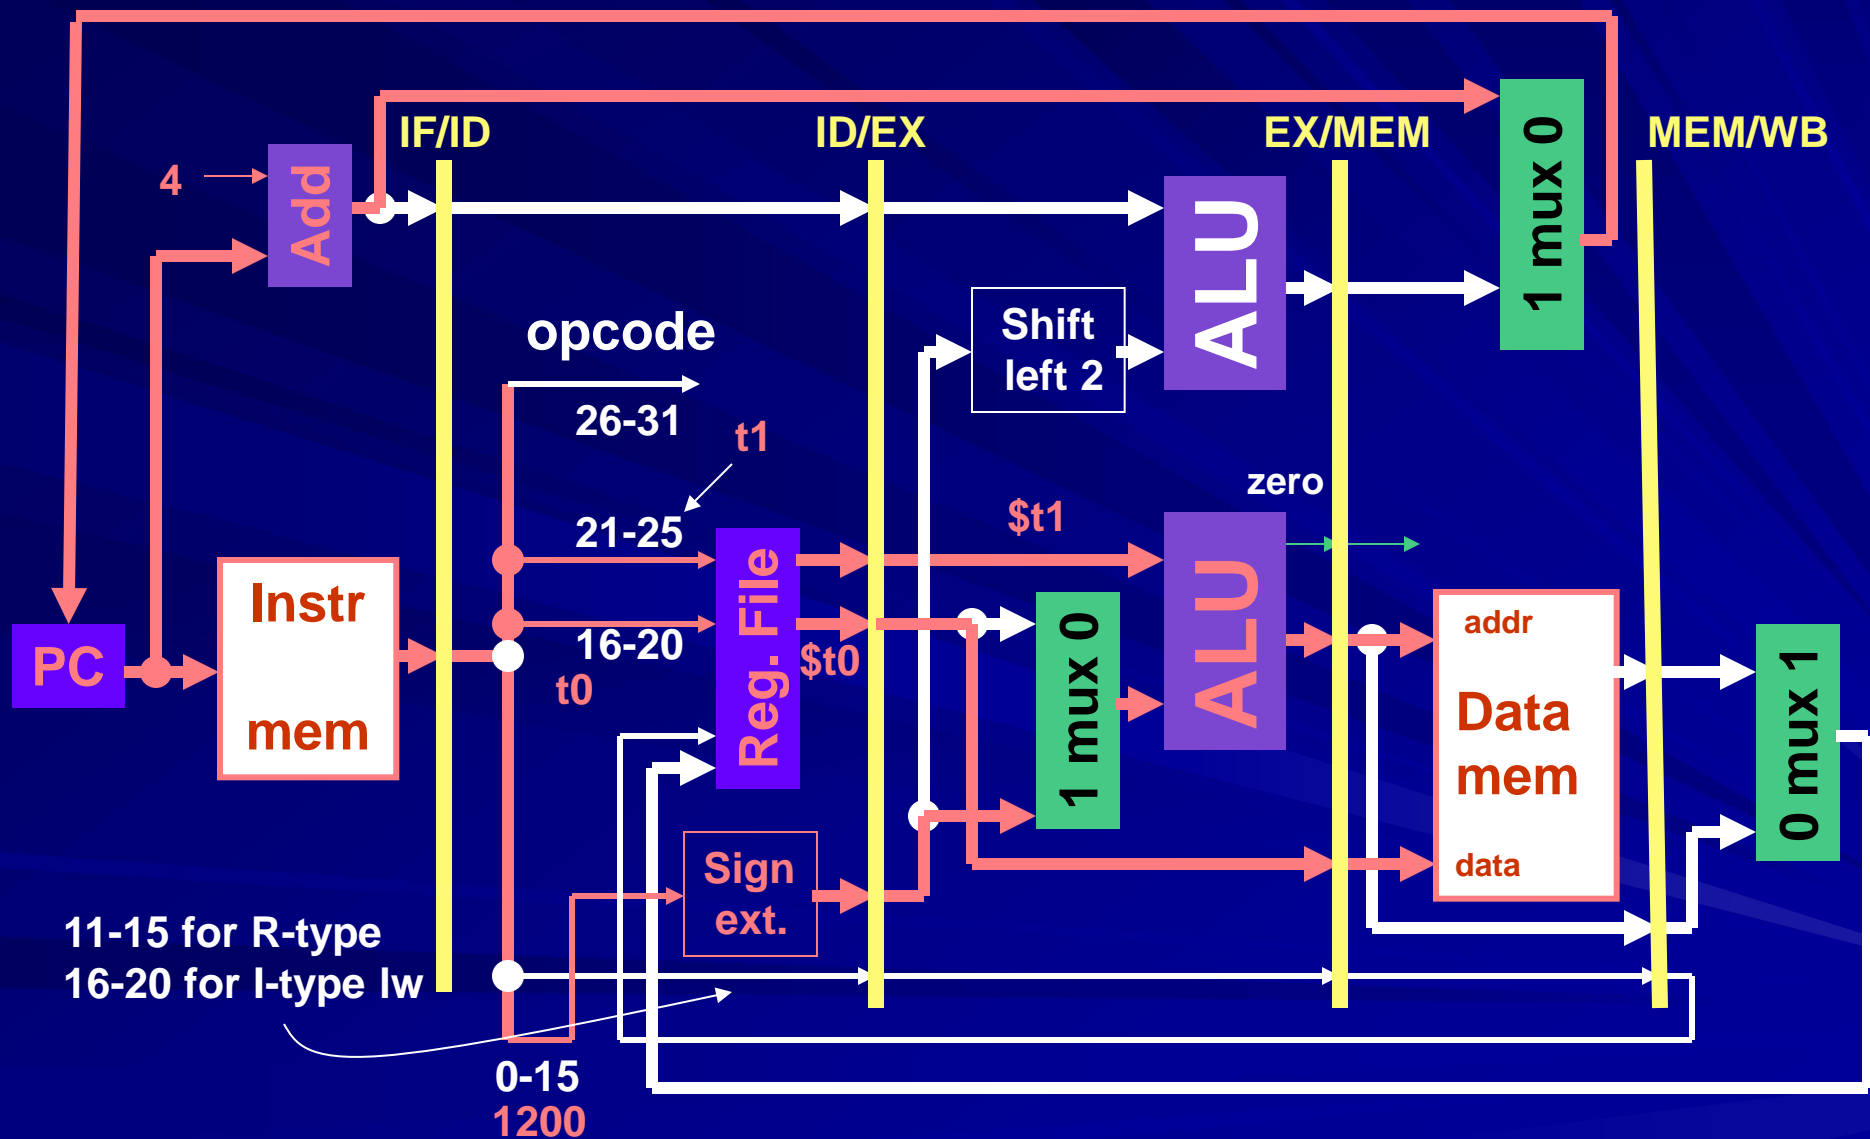 IF/ID
ID/EX
EX/MEM
MEM/WB
4
Add
ALU
1 mux 0
opcode
26-31
Shift
left 2
t1
zero
21-25
$t1
Instr
mem
PC
16-20
t0
Reg. File
$t0
1 mux 0
ALU
addr
Data
mem
data
0 mux 1
Sign
ext.
11-15 for R-type
16-20 for I-type lw
0-15
1200